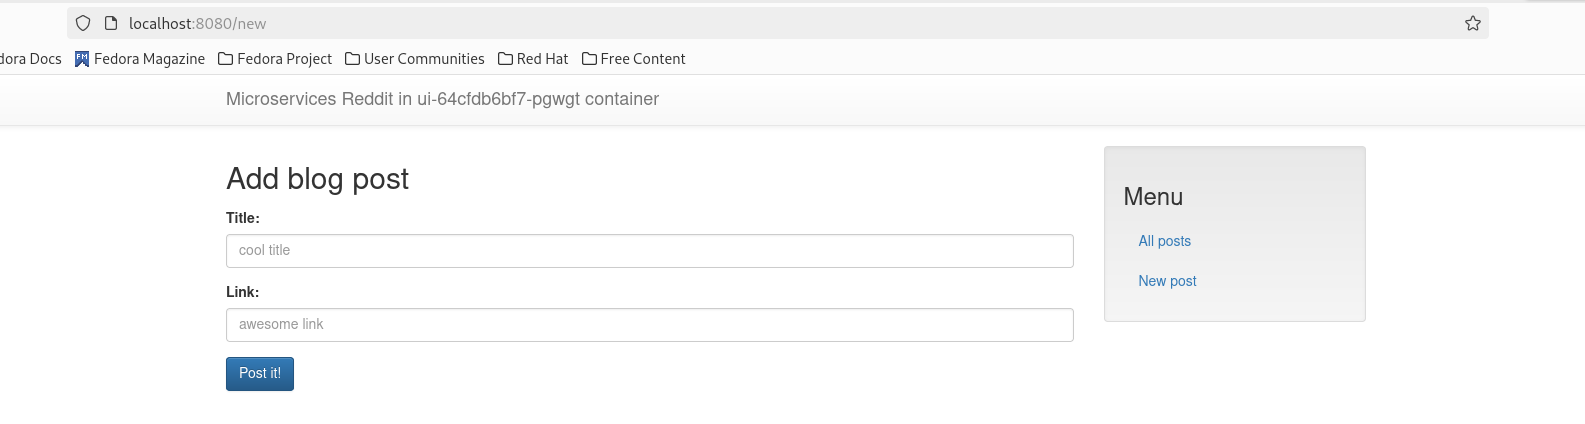 localhost:8080/new
dora Docs Fedora Magazine Fedora Project User Communities Red Hat Free Content
Microservices Reddit in ui-64cfdb6bf7-pgwgt container
Add blog post
Title:
cool title
Link:
awesome link
Post it!
Menu
All posts
New post